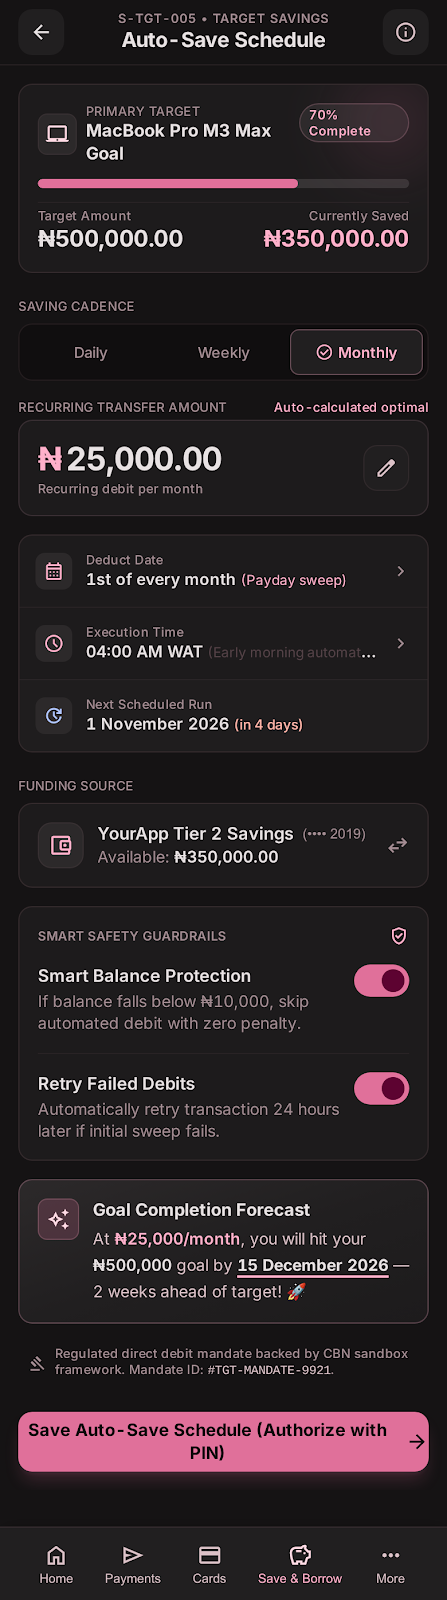 S-TGT-005 • TARGET SAVINGS
Auto-Save Schedule
PRIMARY TARGET
MacBook Pro M3 Max
Goal
70%
Complete
Target Amount
Currently Saved
₦500,000.00
₦350,000.00
SAVING CADENCE
Daily
Weekly
Monthly
RECURRING TRANSFER AMOUNT
Auto-calculated optimal
₦25,000.00
Recurring debit per month
Deduct Date
1st of every month (Payday sweep)
Execution Time
04:00 AM WAT (Early morning automat...
Next Scheduled Run
1 November 2026 (in 4 days)
FUNDING SOURCE
YourApp Tier 2 Savings (•••• 2019)
Available: ₦350,000.00
SMART SAFETY GUARDRAILS
Smart Balance Protection
If balance falls below ₦10,000, skip
automated debit with zero penalty.
Retry Failed Debits
Automatically retry transaction 24 hours
later if initial sweep fails.
Goal Completion Forecast
At ₦25,000/month, you will hit your
₦500,000 goal by 15 December 2026 —
2 weeks ahead of target! 🚀
Regulated direct debit mandate backed by CBN sandbox
framework. Mandate ID: #TGT-MANDATE-9921.
Save Auto-Save Schedule (Authorize with
PIN)
Home
Payments
Cards
Save & Borrow
More